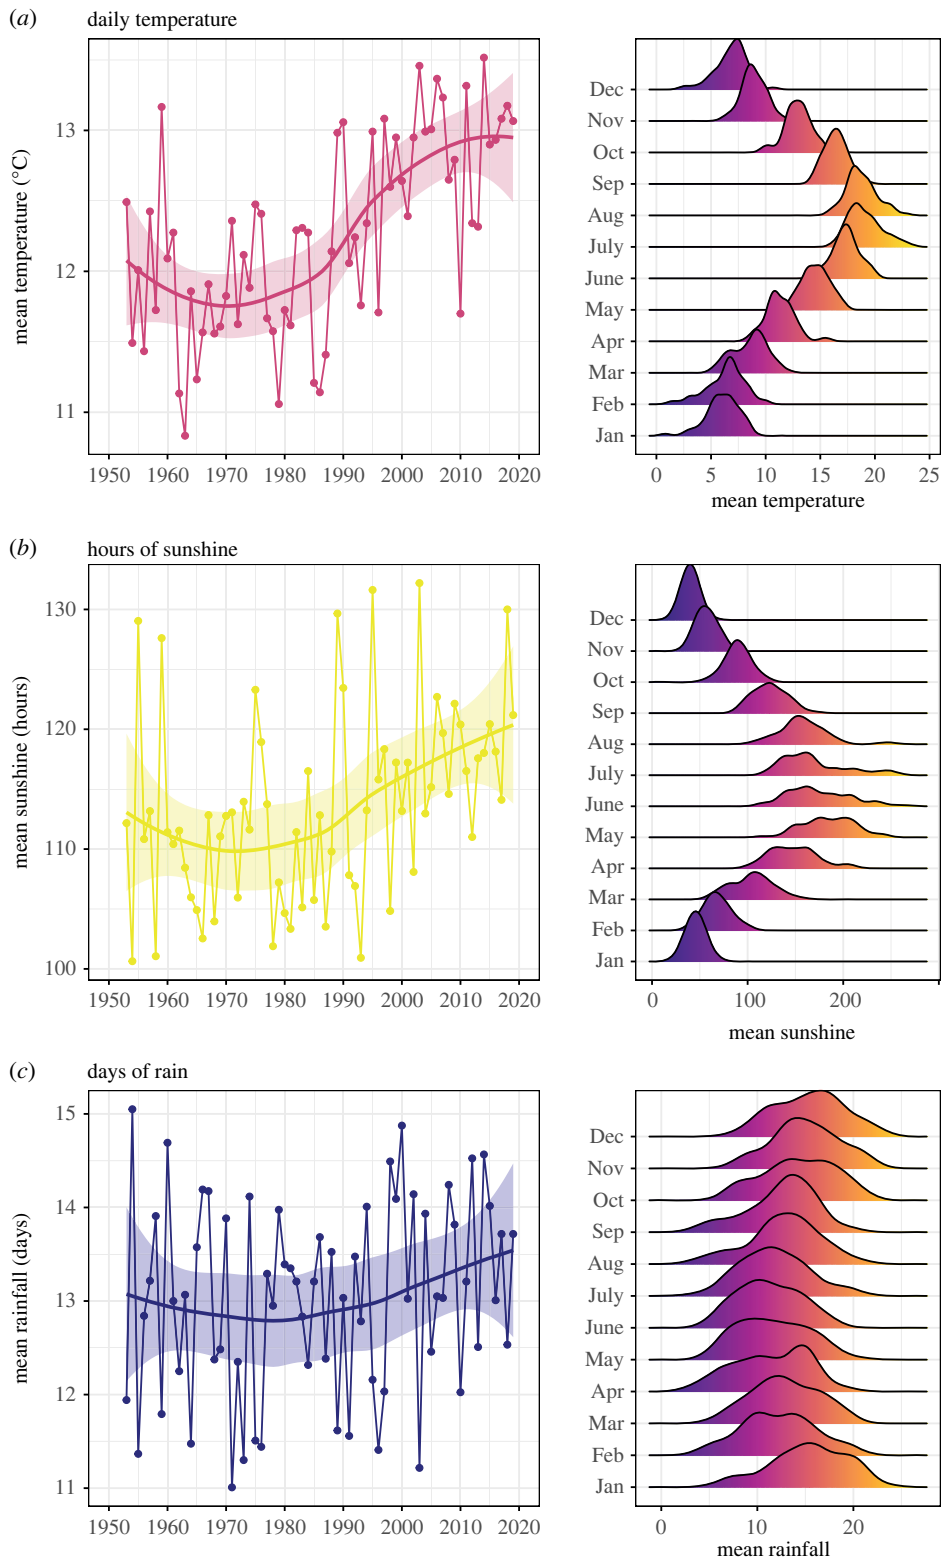 (a)
daily temperature
mean temperature (°C)
13
12
11
1950 1960 1970 1980 1990 2000 2010 2020
Dec
Nov
Oct
Sep
Aug
July
June
May
Apr
Mar
Feb
Jan
0 5 10 15 20 25
mean temperature
(b)
hours of sunshine
mean sunshine (hours)
130
120
110
100
1950 1960 1970 1980 1990 2000 2010 2020
Dec
Nov
Oct
Sep
Aug
July
June
May
Apr
Mar
Feb
Jan
0 100 200
mean sunshine
(c)
days of rain
mean rainfall (days)
15
14
13
12
11
1950 1960 1970 1980 1990 2000 2010 2020
Dec
Nov
Oct
Sep
Aug
July
June
May
Apr
Mar
Feb
Jan
0 10 20
mean rainfall